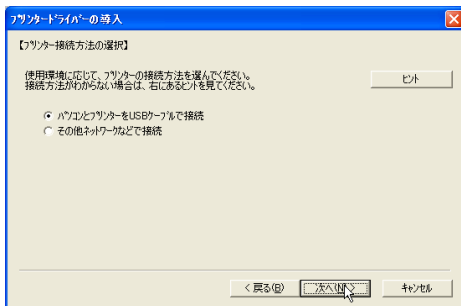 プリンタードライバーの導入
【プリンター接続方法の選択】
使用環境に応じて、プリンターの接続方法を選んでください。
接続方法がわからない場合は、右にあるヒントを見てください。
ヒント
パソコンとプリンターをUSBケーブルで接続
その他ネットワークなどで接続
< 戻る(B)
次へ(N) >
キャンセル